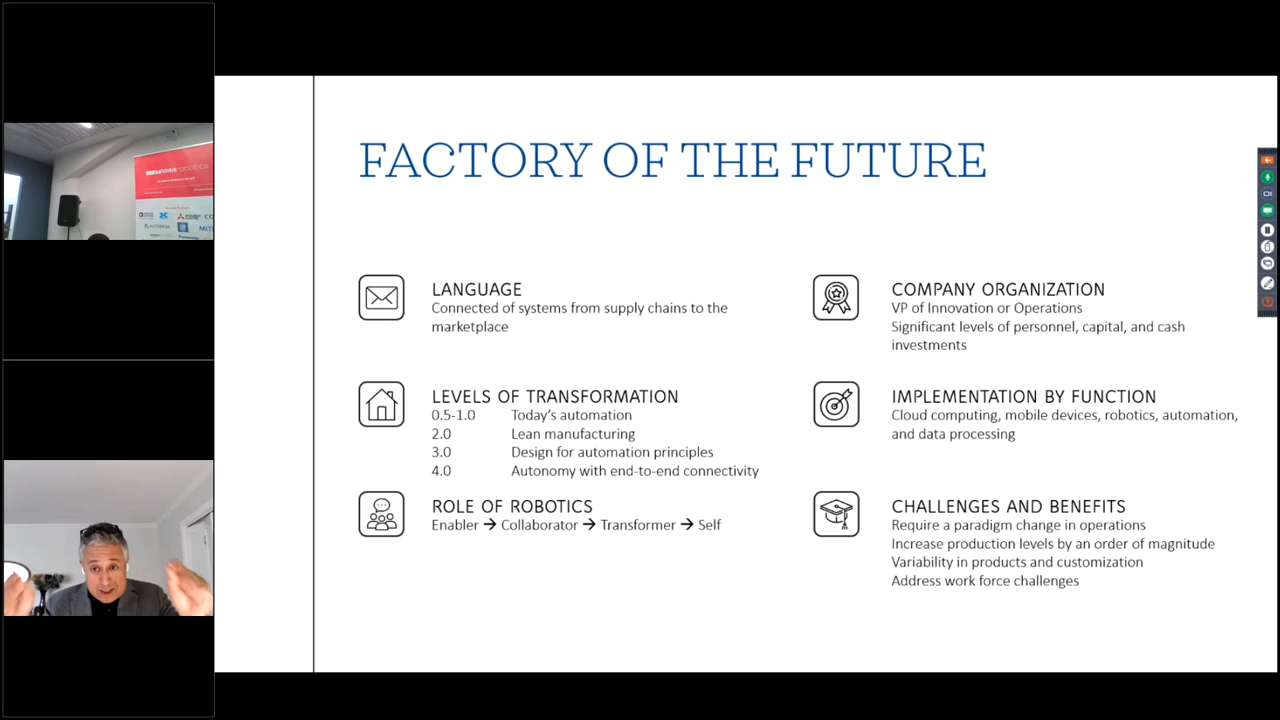 FACTORY OF THE FUTURE
LANGUAGE
Connected of systems from supply chains to the
marketplace
LEVELS OF TRANSFORMATION
0.5-1.0 Today's automation
2.0 Lean manufacturing
3.0 Design for automation principles
4.0 Autonomy with end-to-end connectivity
ROLE OF ROBOTICS
Enabler → Collaborator → Transformer → Self
COMPANY ORGANIZATION
VP of Innovation or Operations
Significant levels of personnel, capital, and cash
investments
IMPLEMENTATION BY FUNCTION
Cloud computing, mobile devices, robotics, automation,
and data processing
CHALLENGES AND BENEFITS
Require a paradigm change in operations
Increase production levels by an order of magnitude
Variability in products and customization
Address work force challenges
robotics
AUTODESK